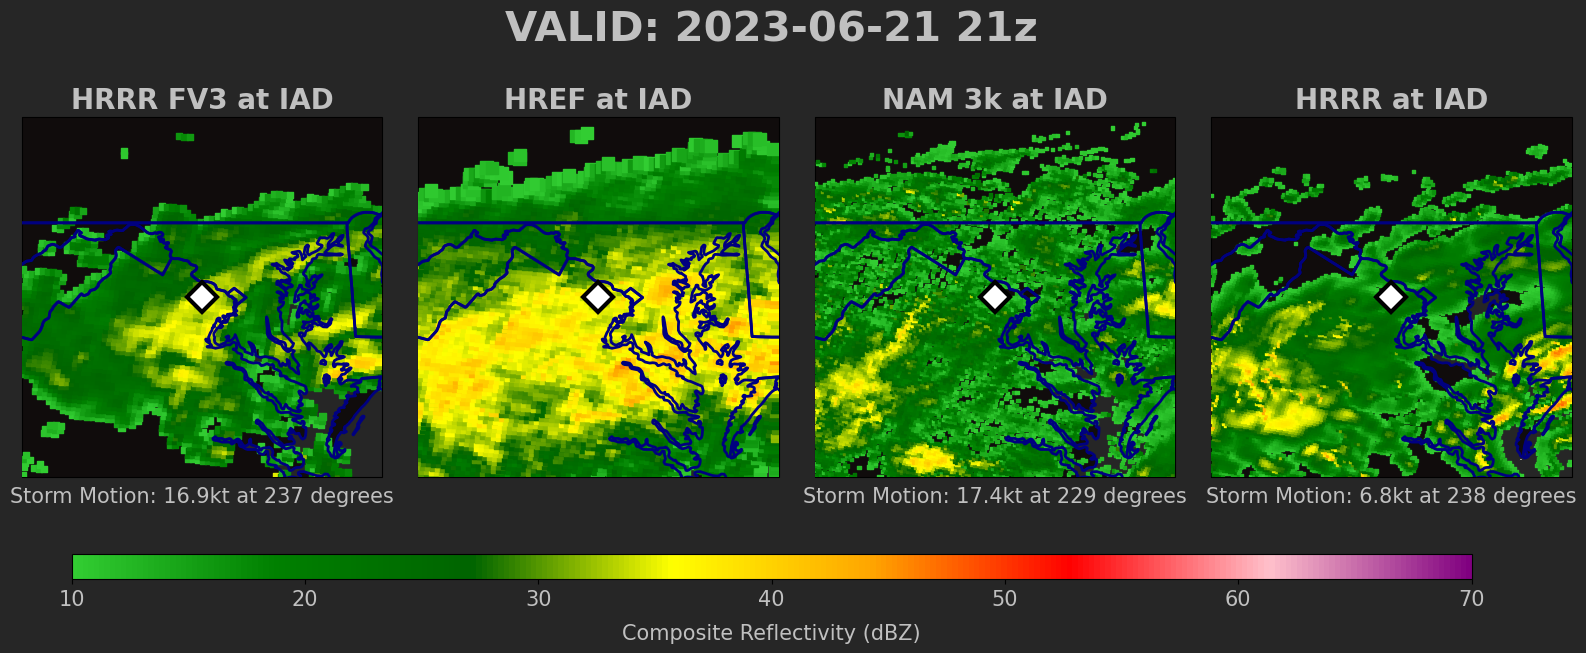 VALID: 2023-06-21 21z
HRRR FV3 at IAD
HREF at IAD
NAM 3k at IAD
HRRR at IAD
Storm Motion: 16.9kt at 237 degrees
Storm Motion: 17.4kt at 229 degrees
Storm Motion: 6.8kt at 238 degrees
10 20 30 40 50 60 70
Composite Reflectivity (dBZ)